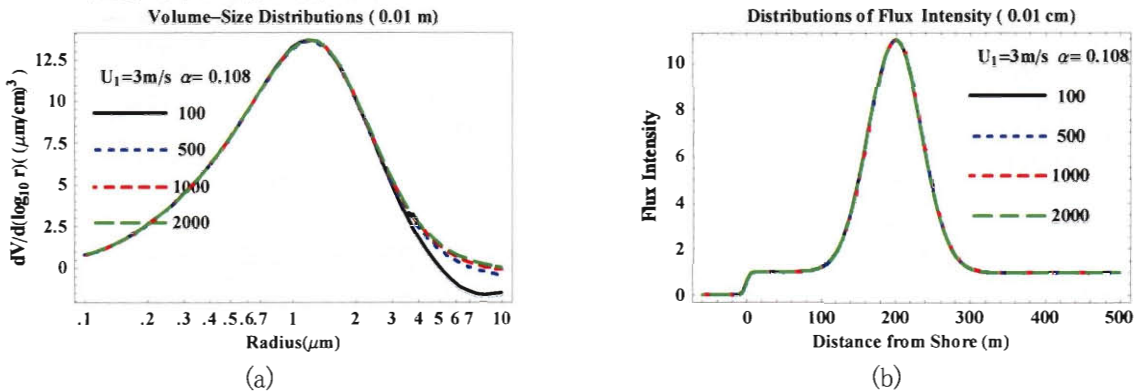 Volume–Size Distributions ( 0.01 m)
dV/d(log10 r)( (μm/cm)^3
12.5
10
7.5
5
2.5
0
U1=3m/s α= 0.108
100
500
1000
2000
.1 .2 .3 .4 .5 .6.7 1 2 3 4 5 6 7 10
Radius(μm)
(a)
Distributions of Flux Intensity ( 0.01 cm)
Flux Intensity
10
8
6
4
2
0
U1=3m/s α= 0.108
100
500
1000
2000
0 100 200 300 400 500
Distance from Shore (m)
(b)